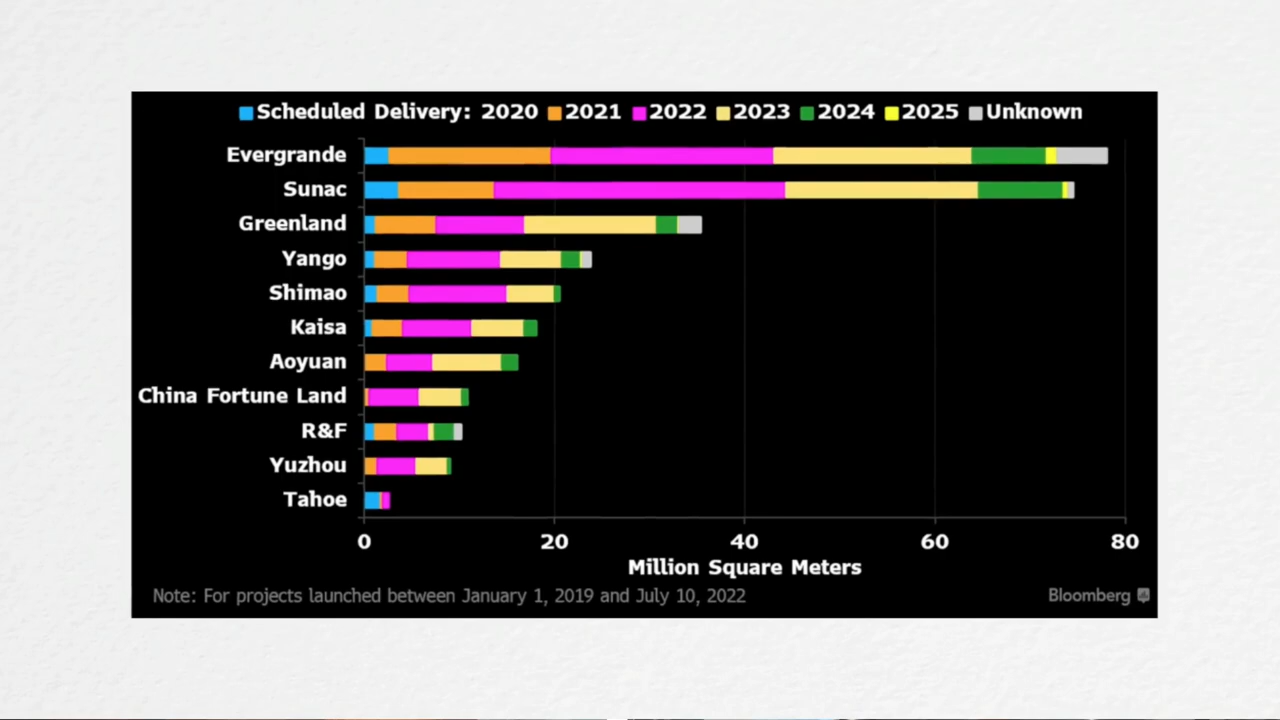 Scheduled Delivery: 2020 2021 2022 2023 2024 2025 Unknown
Evergrande
Sunac
Greenland
Yango
Shimao
Kaisa
Aoyuan
China Fortune Land
R&F
Yuzhou
Tahoe
0 20 40 60 80
Million Square Meters
Note: For projects launched between January 1, 2019 and July 10, 2022 Bloomberg